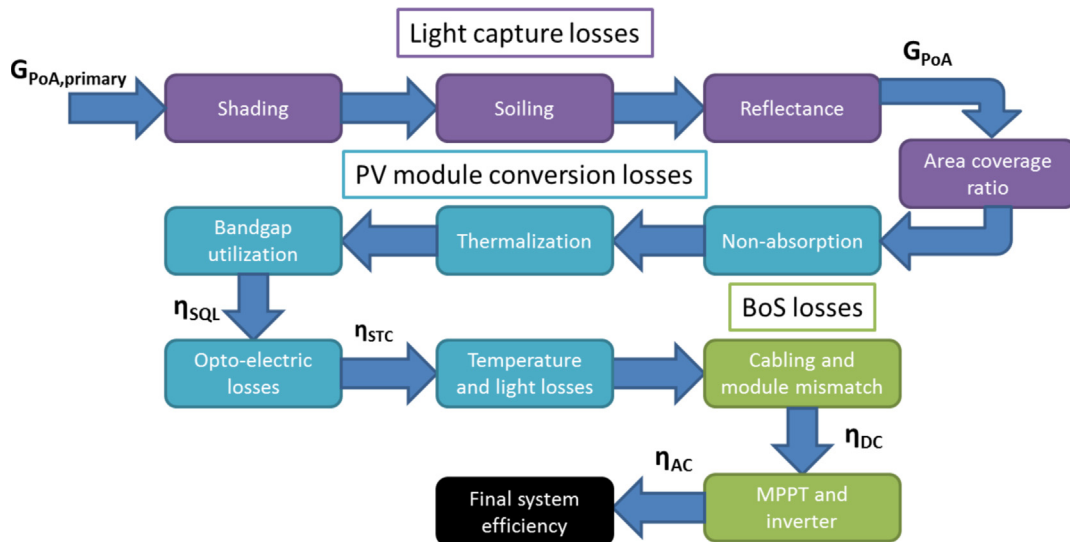 Light capture losses
G_PoA,primary
G_PoA
Shading
Soiling
Reflectance
Area coverage
ratio
PV module conversion losses
Bandgap
utilization
Thermalization
Non-absorption
BoS losses
η_SQL
η_STC
Opto-electric
losses
Temperature
and light losses
Cabling and
module mismatch
η_DC
η_AC
Final system
efficiency
MPPT and
inverter